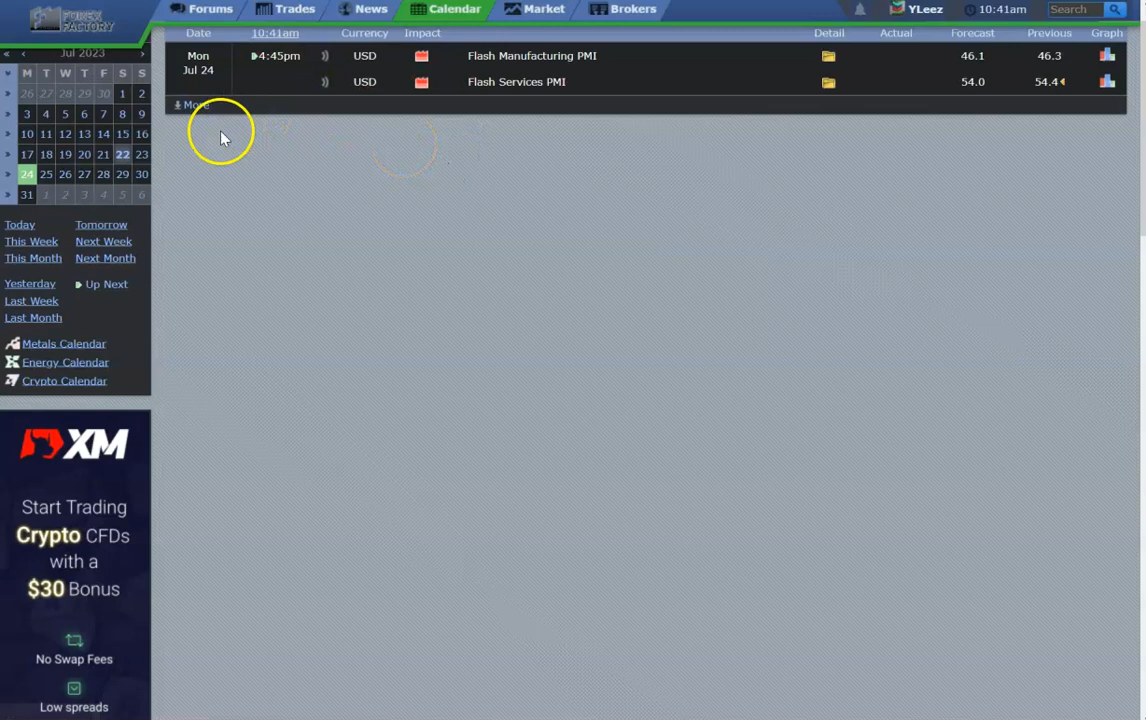 FOREX FACTORY
Forums Trades News Calendar Market Brokers YLeez 10:41am Search
Date 10:41am Currency Impact Detail Actual Forecast Previous Graph
Mon Jul 24 4:45pm USD Flash Manufacturing PMI 46.1 46.3
USD Flash Services PMI 54.0 54.4
More
« ‹ Jul 2023 ›
M T W T F S S
26 27 28 29 30 1 2
3 4 5 6 7 8 9
10 11 12 13 14 15 16
17 18 19 20 21 22 23
24 25 26 27 28 29 30
31 1 2 3 4 5 6
Today Tomorrow
This Week Next Week
This Month Next Month
Yesterday Up Next
Last Week
Last Month
Metals Calendar
Energy Calendar
Crypto Calendar
XM
Start Trading
Crypto CFDs
with a
$30 Bonus
No Swap Fees
Low spreads